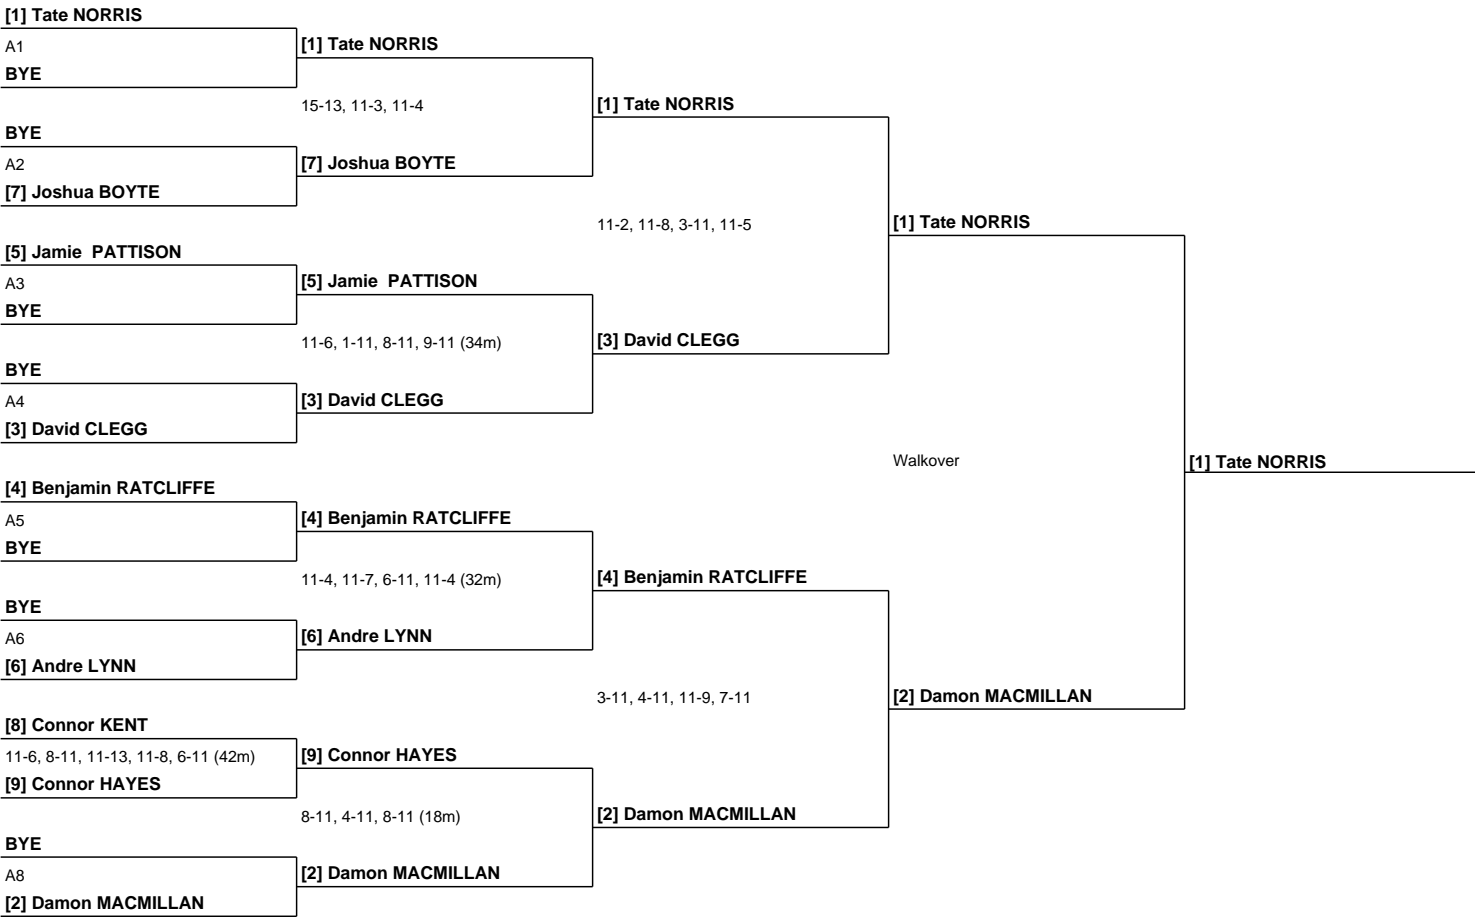 [1] Tate NORRIS
A1
BYE
BYE
A2
[7] Joshua BOYTE
[5] Jamie  PATTISON
A3
BYE
BYE
A4
[3] David CLEGG
[4] Benjamin RATCLIFFE
A5
BYE
BYE
A6
[6] Andre LYNN
[8] Connor KENT
11-6, 8-11, 11-13, 11-8, 6-11 (42m)
[9] Connor HAYES
BYE
A8
[2] Damon MACMILLAN
[1] Tate NORRIS
15-13, 11-3, 11-4
[7] Joshua BOYTE
[5] Jamie  PATTISON
11-6, 1-11, 8-11, 9-11 (34m)
[3] David CLEGG
[4] Benjamin RATCLIFFE
11-4, 11-7, 6-11, 11-4 (32m)
[6] Andre LYNN
[9] Connor HAYES
8-11, 4-11, 8-11 (18m)
[2] Damon MACMILLAN
[1] Tate NORRIS
11-2, 11-8, 3-11, 11-5
[3] David CLEGG
[4] Benjamin RATCLIFFE
3-11, 4-11, 11-9, 7-11
[2] Damon MACMILLAN
[1] Tate NORRIS
Walkover
[2] Damon MACMILLAN
[1] Tate NORRIS